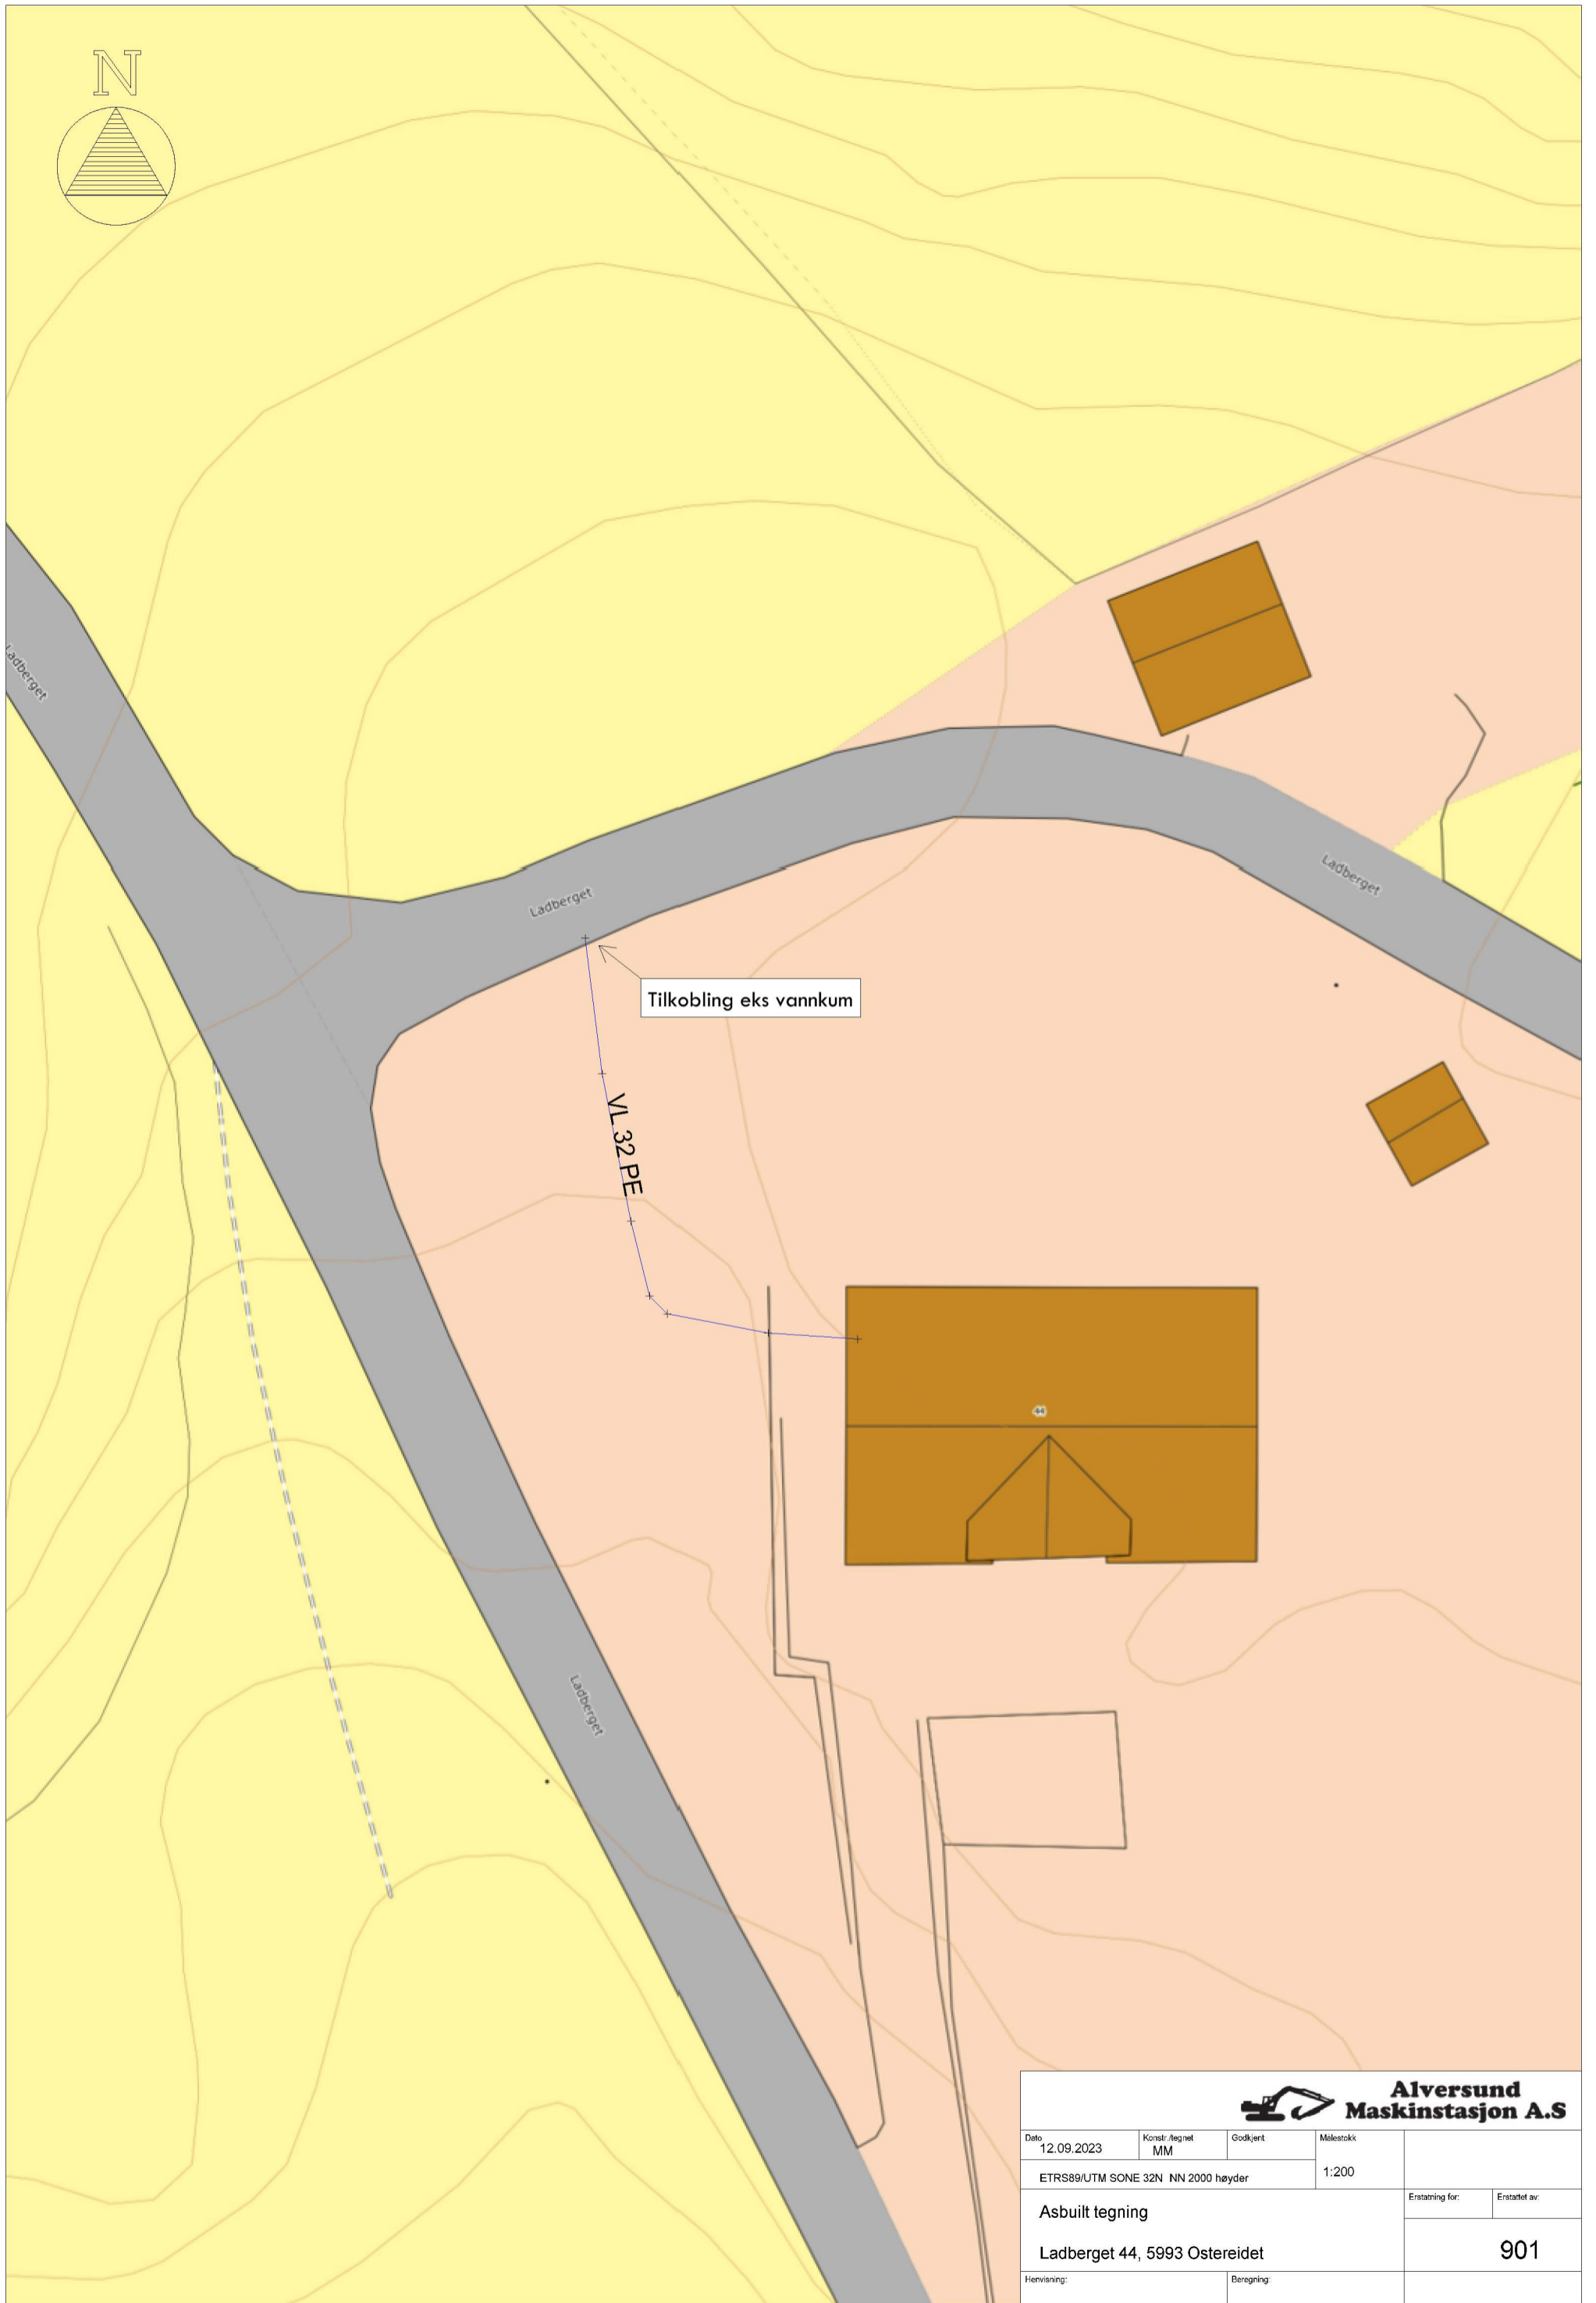 N
Ladberget
Ladberget
Ladberget
Tilkobling eks vannkum
VL 32 PE
44
Ladberget
Alversund
Maskinstasjon A.S
Dato
12.09.2023
Konstr./tegnet
MM
Godkjent
Målestokk
1:200
ETRS89/UTM SONE 32N NN 2000 høyder
Asbuilt tegning
Ladberget 44, 5993 Ostereidet
Erstatning for:
Erstattet av:
901
Henvisning:
Beregning: